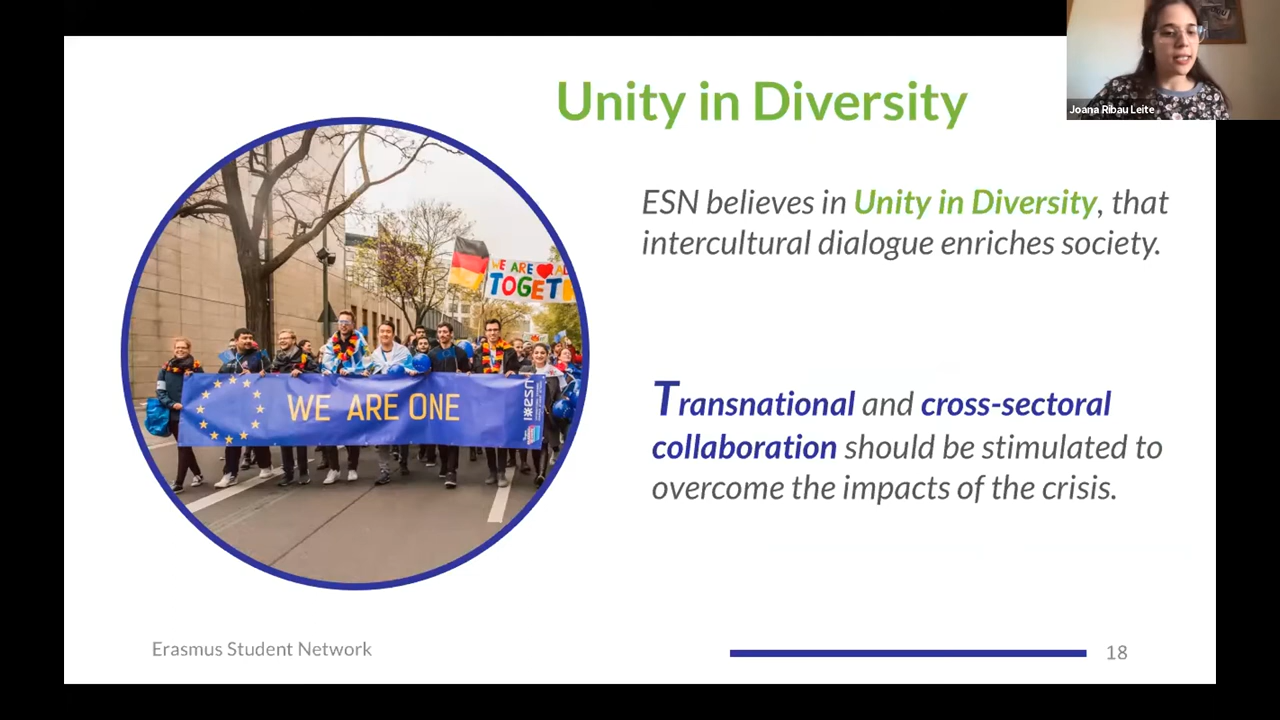 Unity in Diversity
Joana Ribau Leite
ESN believes in Unity in Diversity, that
intercultural dialogue enriches society.
WE ARE
TOGET
WE ARE ONE
Transnational and cross-sectoral
collaboration should be stimulated to
overcome the impacts of the crisis.
Erasmus Student Network
18